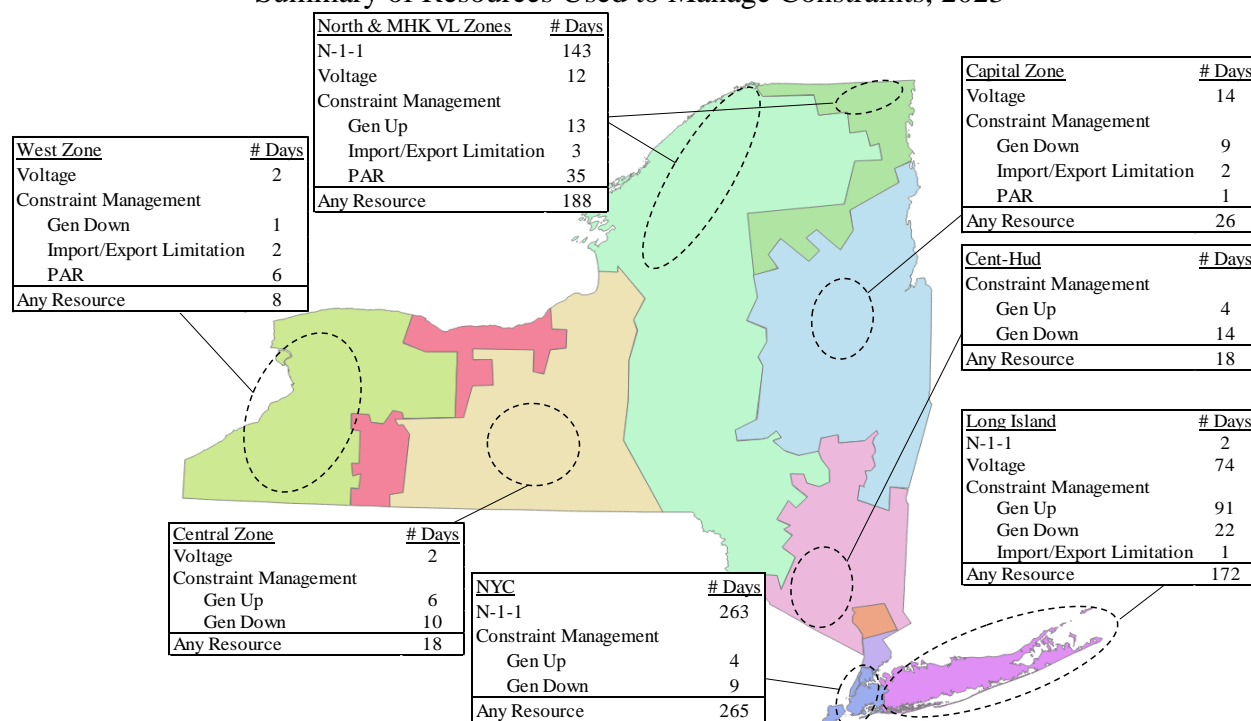 Summary of Resources Used to Manage Constraints, 2023
North & MHK VL Zones # Days
N-1-1 143
Voltage 12
Constraint Management
Gen Up 13
Import/Export Limitation 3
PAR 35
Any Resource 188
Capital Zone # Days
Voltage 14
Constraint Management
Gen Down 9
Import/Export Limitation 2
PAR 1
Any Resource 26
West Zone # Days
Voltage 2
Constraint Management
Gen Down 1
Import/Export Limitation 2
PAR 6
Any Resource 8
Cent-Hud # Days
Constraint Management
Gen Up 4
Gen Down 14
Any Resource 18
Long Island # Days
N-1-1 2
Voltage 74
Constraint Management
Gen Up 91
Gen Down 22
Import/Export Limitation 1
Any Resource 172
Central Zone # Days
Voltage 2
Constraint Management
Gen Up 6
Gen Down 10
Any Resource 18
NYC # Days
N-1-1 263
Constraint Management
Gen Up 4
Gen Down 9
Any Resource 265